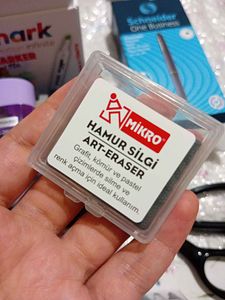 mark
Schneider
One Business
MİKRO
HAMUR SİLGİ
ART-ERASER
Grafit, kömür ve pastel
çizimlerde silme ve
renk açma için ideal kullanım.